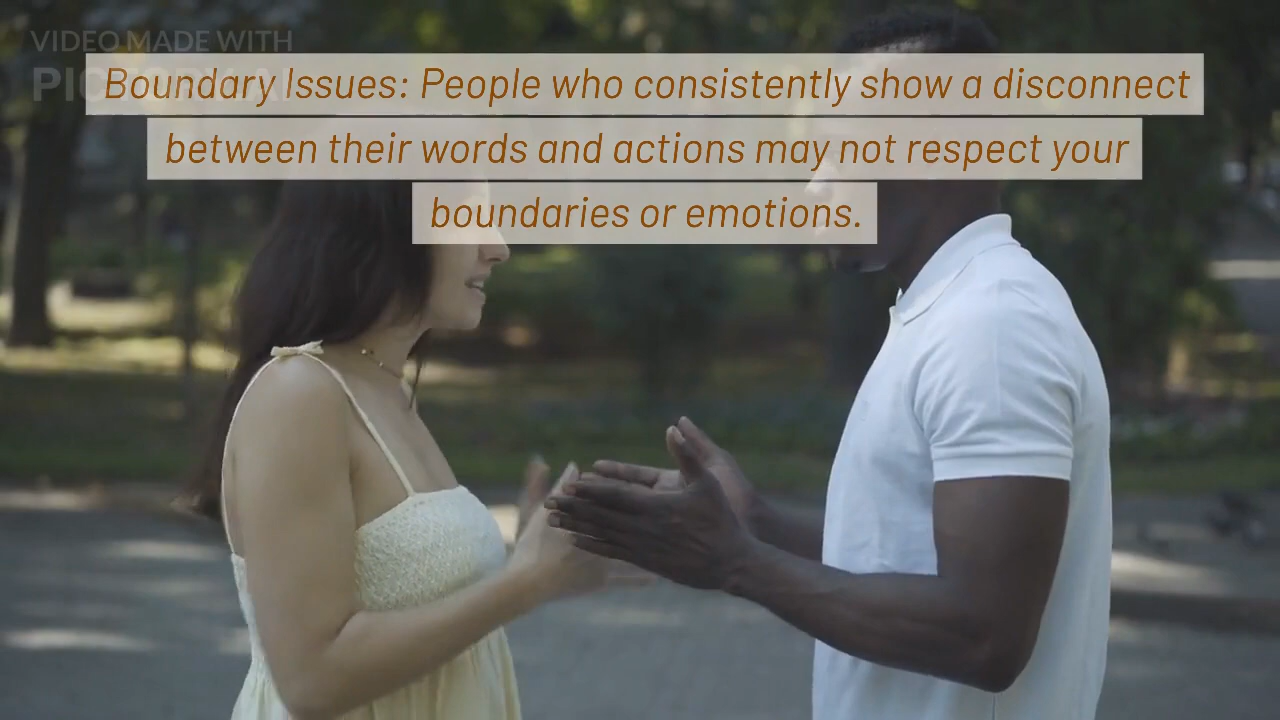 VIDEO MADE WITH
Boundary Issues: People who consistently show a disconnect
between their words and actions may not respect your
boundaries or emotions.